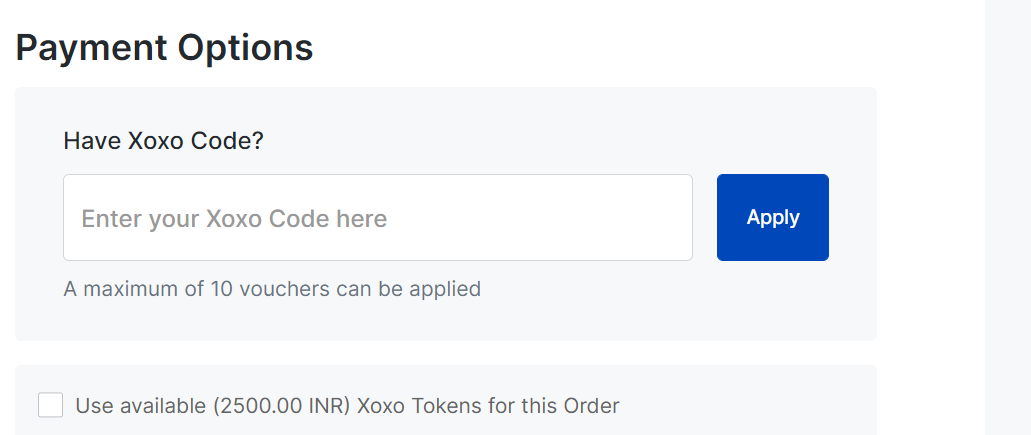 Payment Options
Have Xoxo Code?
Enter your Xoxo Code here
Apply
A maximum of 10 vouchers can be applied
Use available (2500.00 INR) Xoxo Tokens for this Order